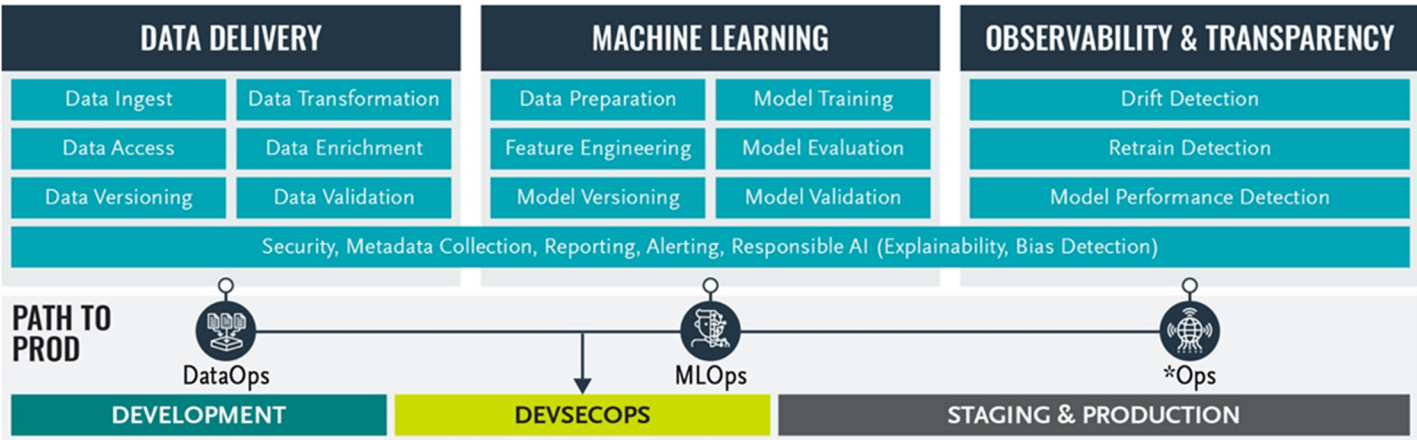 DATA DELIVERY
Data Ingest
Data Transformation
Data Access
Data Enrichment
Data Versioning
Data Validation
MACHINE LEARNING
Data Preparation
Model Training
Feature Engineering
Model Evaluation
Model Versioning
Model Validation
OBSERVABILITY & TRANSPARENCY
Drift Detection
Retrain Detection
Model Performance Detection
Security, Metadata Collection, Reporting, Alerting, Responsible AI (Explainability, Bias Detection)
PATH TO
PROD
DataOps
MLOps
*Ops
DEVELOPMENT
DEVSECOPS
STAGING & PRODUCTION